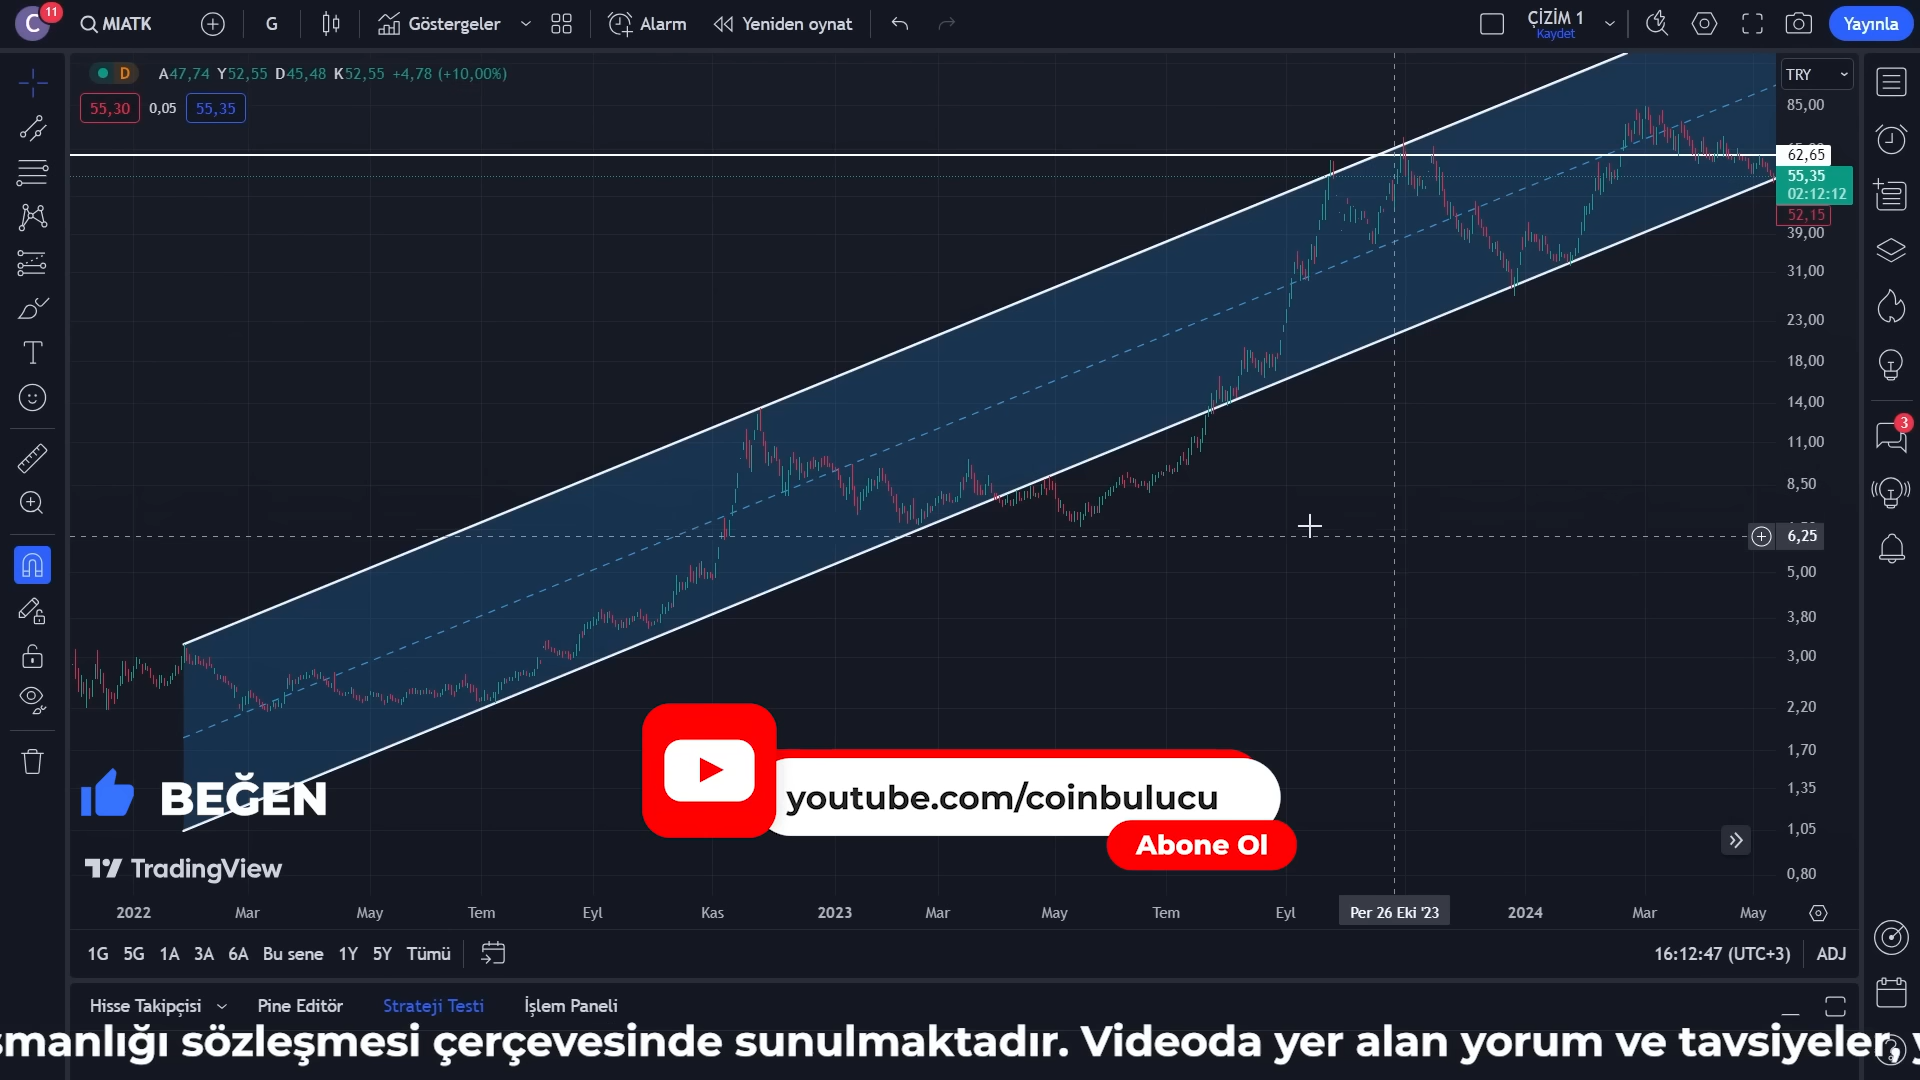 C 11 MIATK G Göstergeler Alarm Yeniden oynat ÇİZİM 1 Kaydet Yayınla
D A47,74 Y52,55 D45,48 K52,55 +4,78 (+10,00%)
TRY
55,30 0,05 55,35
85,00
62,65
55,35
02:12:12
52,15
39,00
31,00
23,00
18,00
14,00
11,00
8,50
6,25
5,00
3,80
3,00
2,20
1,70
1,35
1,05
0,80
3
BEĞEN
youtube.com/coinbulucu
Abone Ol
TradingView
2022 Mar May Tem Eyl Kas 2023 Mar May Tem Eyl Per 26 Eki '23 2024 Mar May
1G 5G 1A 3A 6A Bu sene 1Y 5Y Tümü 16:12:47 (UTC+3) ADJ
Hisse Takipçisi Pine Editör Strateji Testi İşlem Paneli
smanlığı sözleşmesi çerçevesinde sunulmaktadır. Videoda yer alan yorum ve tavsiyeler, y